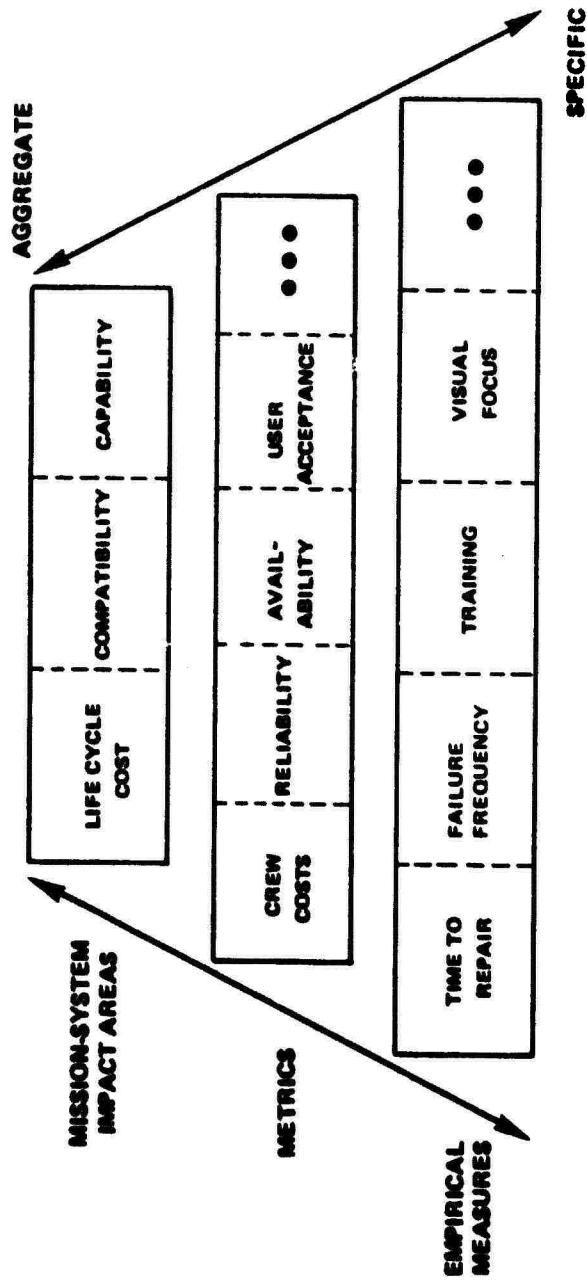 AGGREGATE
MISSION-SYSTEM
IMPACT AREAS
LIFE CYCLE
COST
COMPATIBILITY
CAPABILITY
METRICS
CREW
COSTS
RELIABILITY
AVAIL-
ABILITY
USER
ACCEPTANCE
EMPIRICAL
MEASURES
TIME TO
REPAIR
FAILURE
FREQUENCY
TRAINING
VISUAL
FOCUS
SPECIFIC